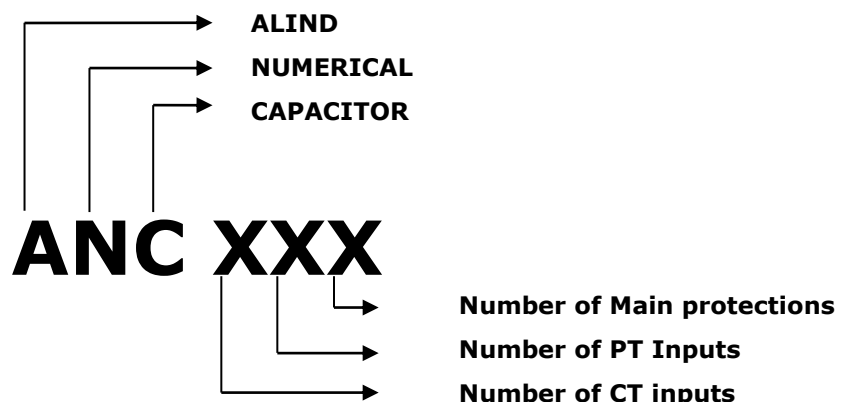 ALIND
NUMERICAL
CAPACITOR
ANC XXX
Number of Main protections
Number of PT Inputs
Number of CT inputs